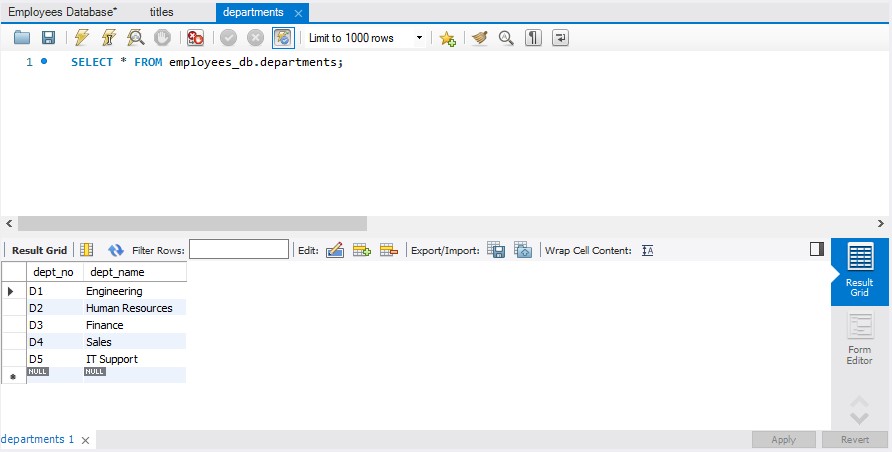 Employees Database* titles departments
Limit to 1000 rows
1 SELECT * FROM employees_db.departments;
Result Grid Filter Rows: Edit: Export/Import: Wrap Cell Content: IA
dept_no dept_name
D1 Engineering
D2 Human Resources
D3 Finance
D4 Sales
D5 IT Support
NULL NULL
Result
Grid
Form
Editor
departments 1 Apply Revert